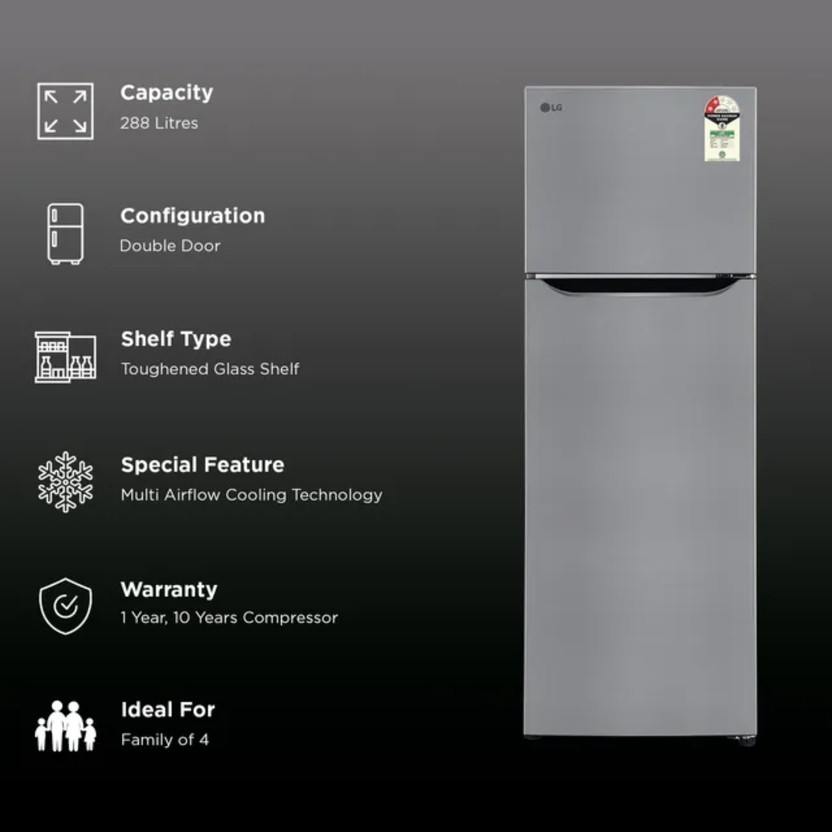 Capacity
288 Litres
Configuration
Double Door
Shelf Type
Toughened Glass Shelf
Special Feature
Multi Airflow Cooling Technology
Warranty
1 Year, 10 Years Compressor
Ideal For
Family of 4
LG